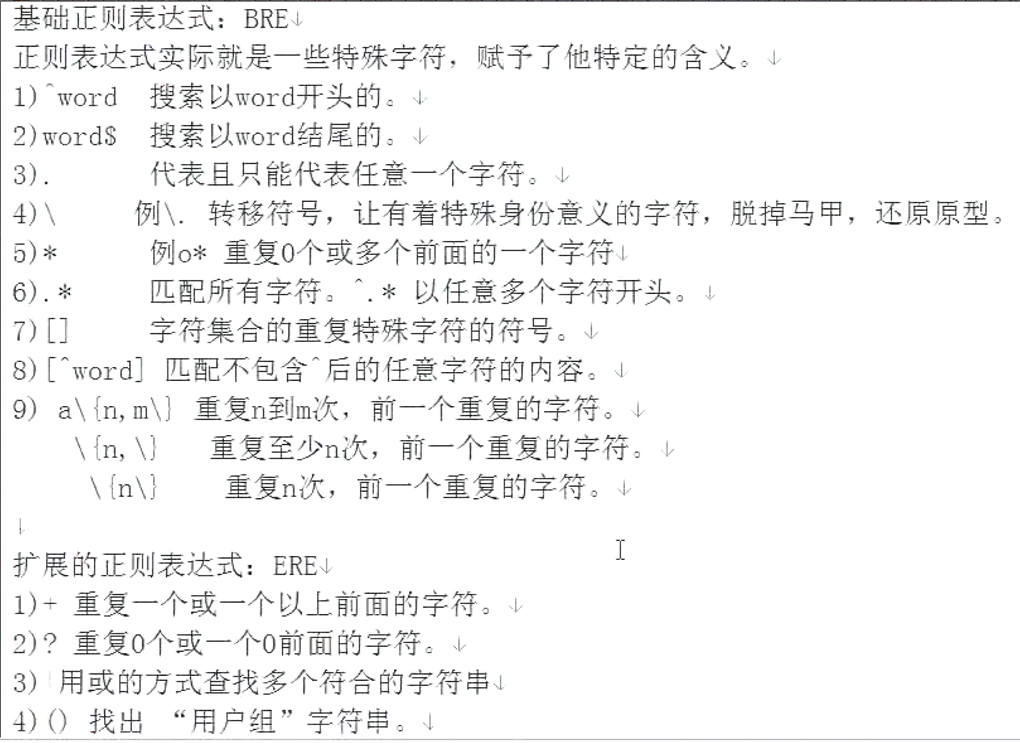 基础正则表达式：BRE↓
正则表达式实际就是一些特殊字符，赋予了他特定的含义。↓
1)^word  搜索以word开头的。↓
2)word$  搜索以word结尾的。↓
3).      代表且只能代表任意一个字符。↓
4)\     例\. 转移符号，让有着特殊身份意义的字符，脱掉马甲，还原原型。
5)*      例o* 重复0个或多个前面的一个字符↓
6).*     匹配所有字符。^.* 以任意多个字符开头。↓
7)[]     字符集合的重复特殊字符的符号。↓
8)[^word] 匹配不包含^后的任意字符的内容。↓
9) a\{n,m\} 重复n到m次，前一个重复的字符。↓
\{n,\}   重复至少n次，前一个重复的字符。↓
\{n\}    重复n次，前一个重复的字符。↓
↓
扩展的正则表达式：ERE↓
1)+ 重复一个或一个以上前面的字符。↓
2)? 重复0个或一个0前面的字符。↓
3)| 用或的方式查找多个符合的字符串↓
4)() 找出 “用户组”字符串。↓